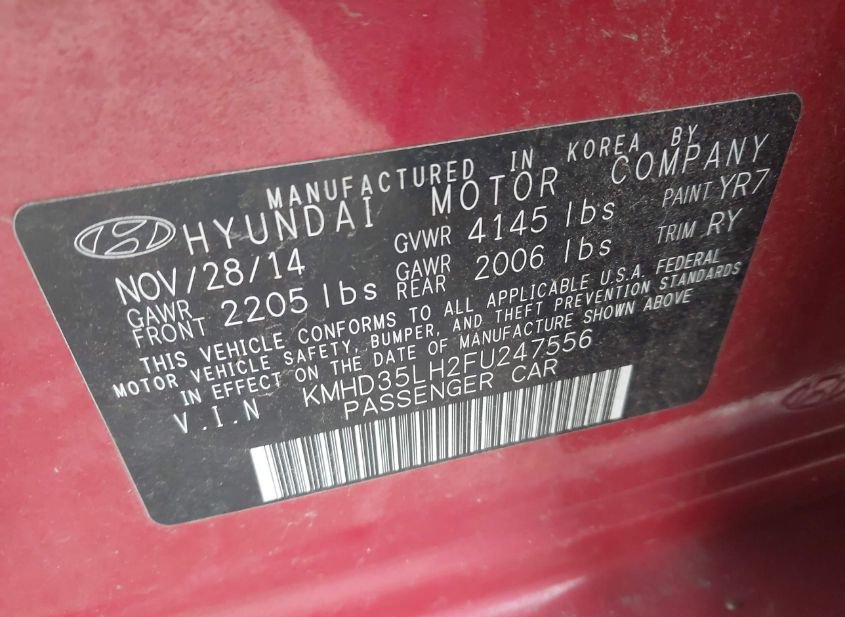 MANUFACTURED IN KOREA BY
HYUNDAI MOTOR COMPANY
NOV/28/14 GVWR 4145 lbs PAINT YR7
GAWR FRONT 2205 lbs GAWR REAR 2006 lbs TRIM RY
THIS VEHICLE CONFORMS TO ALL APPLICABLE U.S.A. FEDERAL
MOTOR VEHICLE SAFETY, BUMPER, AND THEFT PREVENTION STANDARDS
IN EFFECT ON THE DATE OF MANUFACTURE SHOWN ABOVE
V.I.N KMHD35LH2FU247556
PASSENGER CAR